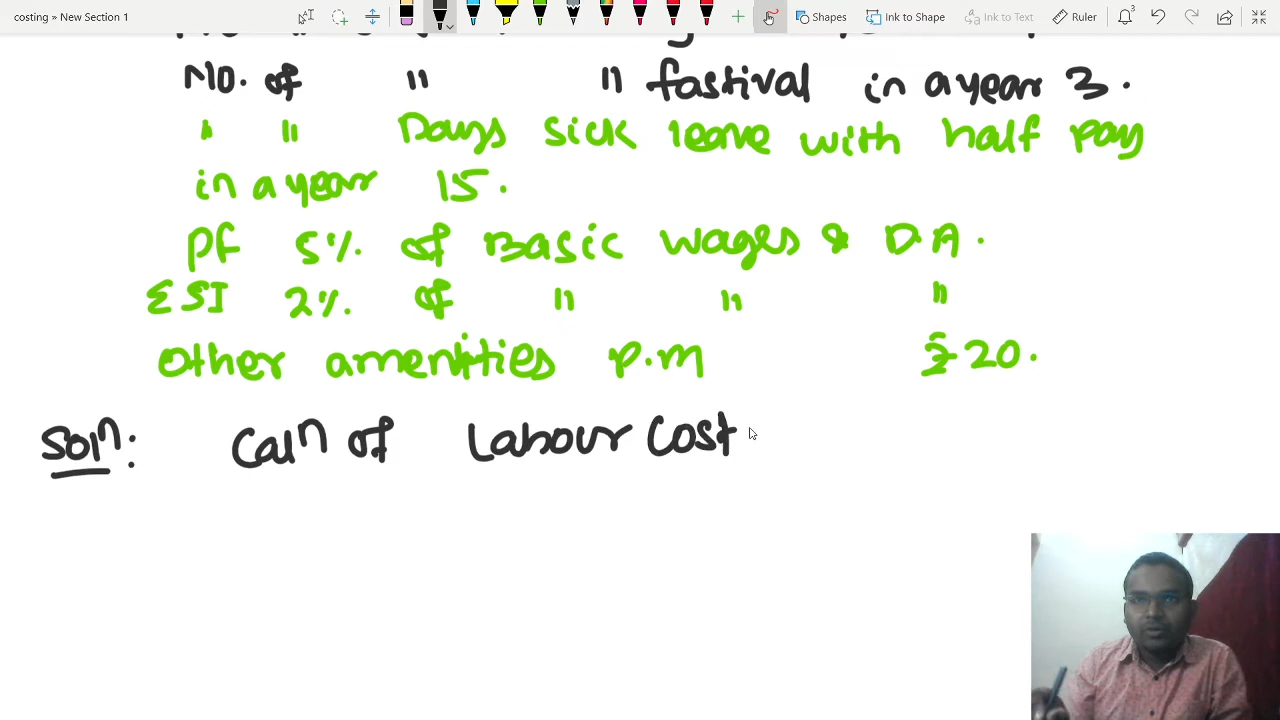 costing » New Section 1
Shapes Ink to Shape Ink to Text Ruler 3
No. of " " fastival in a year 3.
" " Days sick leave with half pay
in a year 15.
PF 5% of Basic wages & D.A.
ESI 2% of " " "
Other amenities p.m ₹20.
Solⁿ: Calⁿ of Labour Cost